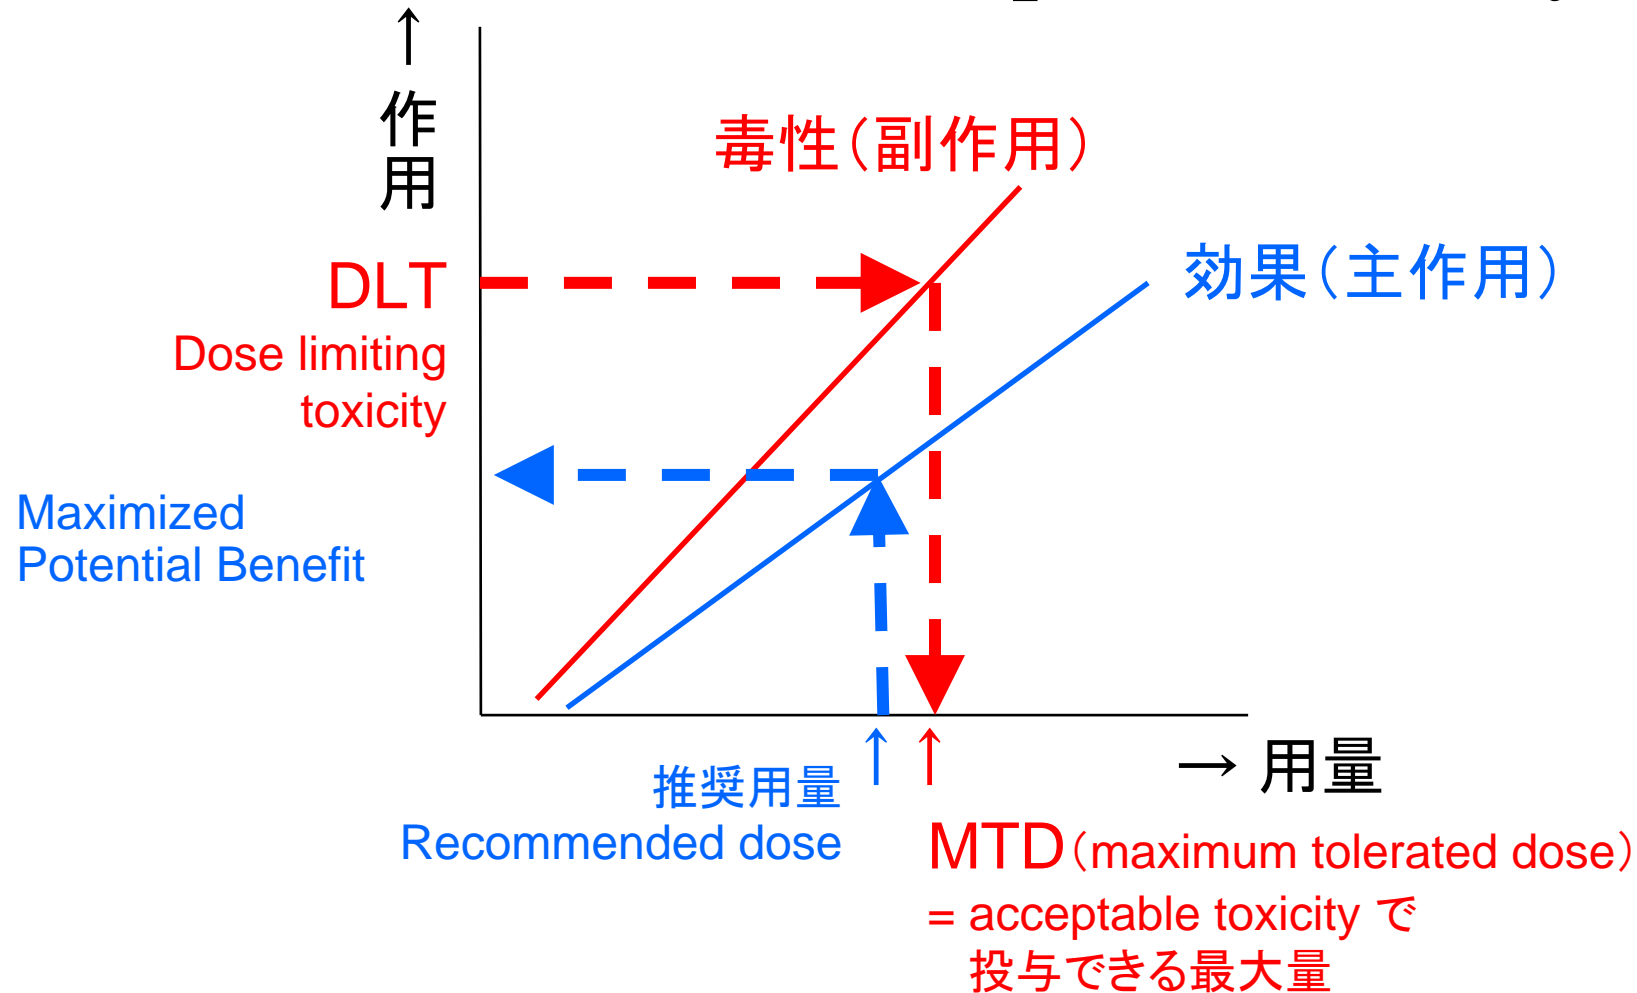 ↑
作
用
毒性(副作用)
効果(主作用)
DLT
Dose limiting
toxicity
Maximized
Potential Benefit
→ 用量
↑ ↑
推奨用量
Recommended dose
MTD(maximum tolerated dose)
= acceptable toxicity で
投与できる最大量